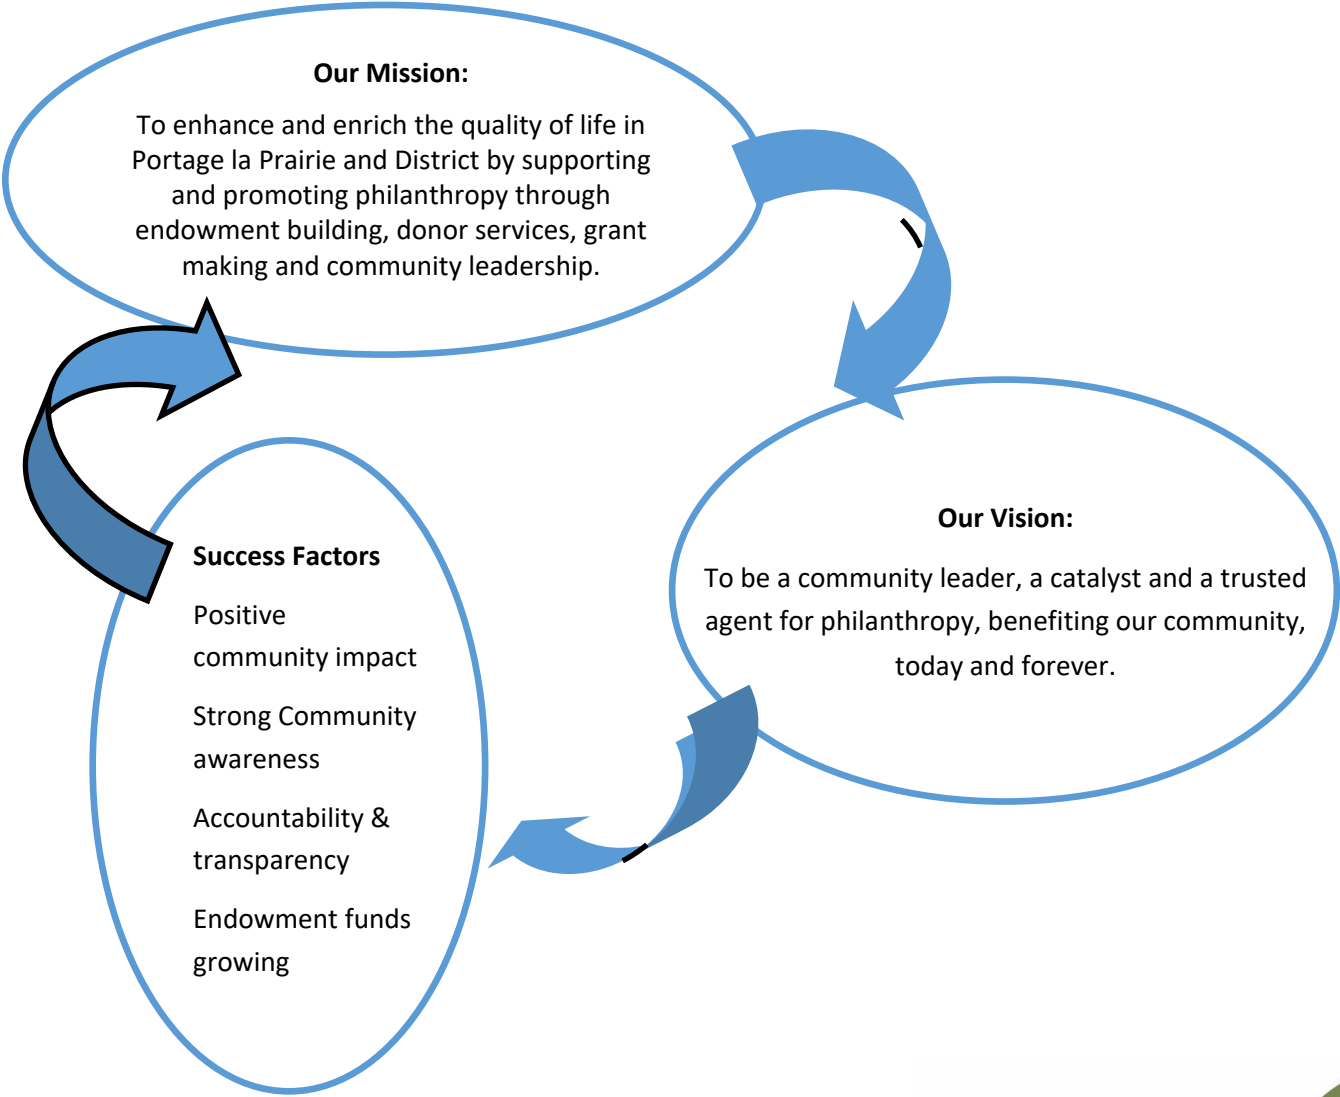 Our Mission:
To enhance and enrich the quality of life in
Portage la Prairie and District by supporting
and promoting philanthropy through
endowment building, donor services, grant
making and community leadership.
Our Vision:
To be a community leader, a catalyst and a trusted
agent for philanthropy, benefiting our community,
today and forever.
Success Factors
Positive
community impact
Strong Community
awareness
Accountability &
transparency
Endowment funds
growing